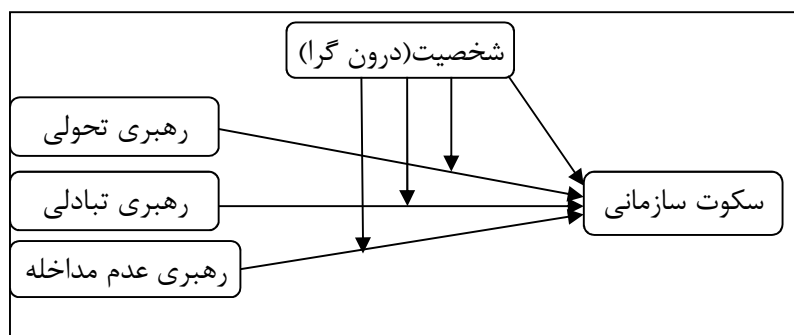 شخصیت(درون گرا)
رهبری تحولی
رهبری تبادلی
سکوت سازمانی
رهبری عدم مداخله